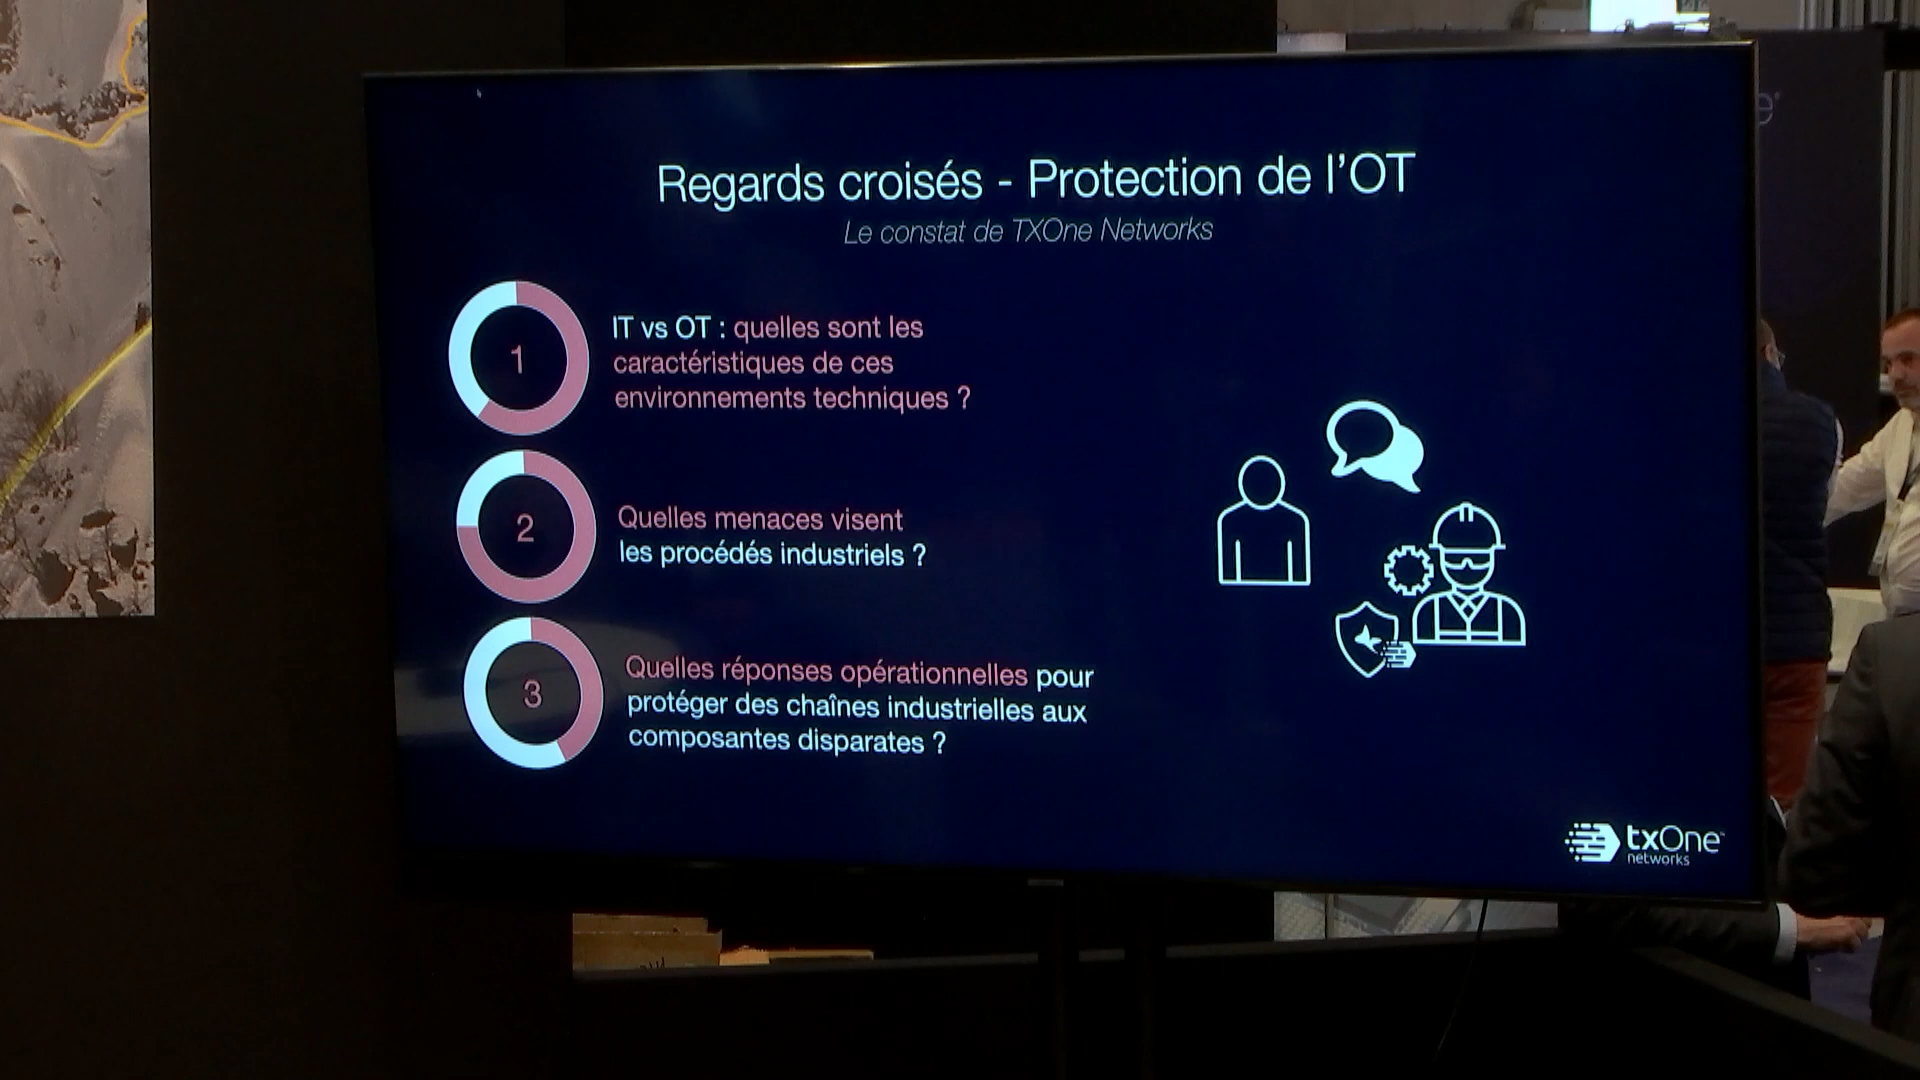 Regards croisés - Protection de l'OT
Le constat de TXOne Networks
1
IT vs OT : quelles sont les
caractéristiques de ces
environnements techniques ?
2
Quelles menaces visent
les procédés industriels ?
3
Quelles réponses opérationnelles pour
protéger des chaînes industrielles aux
composantes disparates ?
txOne
networks